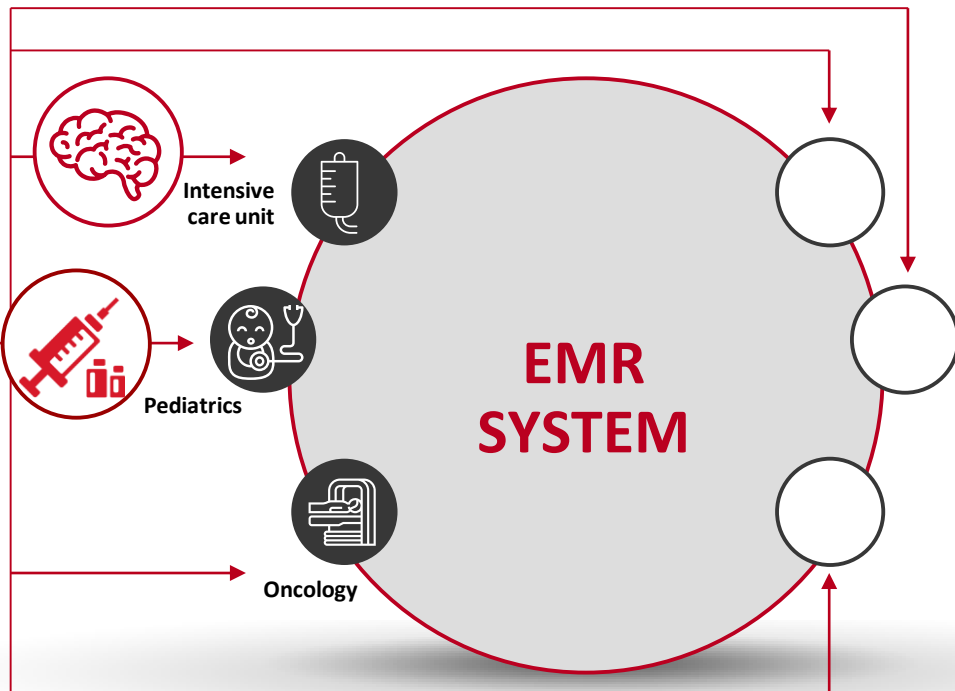 Intensive
care unit
Pediatrics
EMR
SYSTEM
Oncology